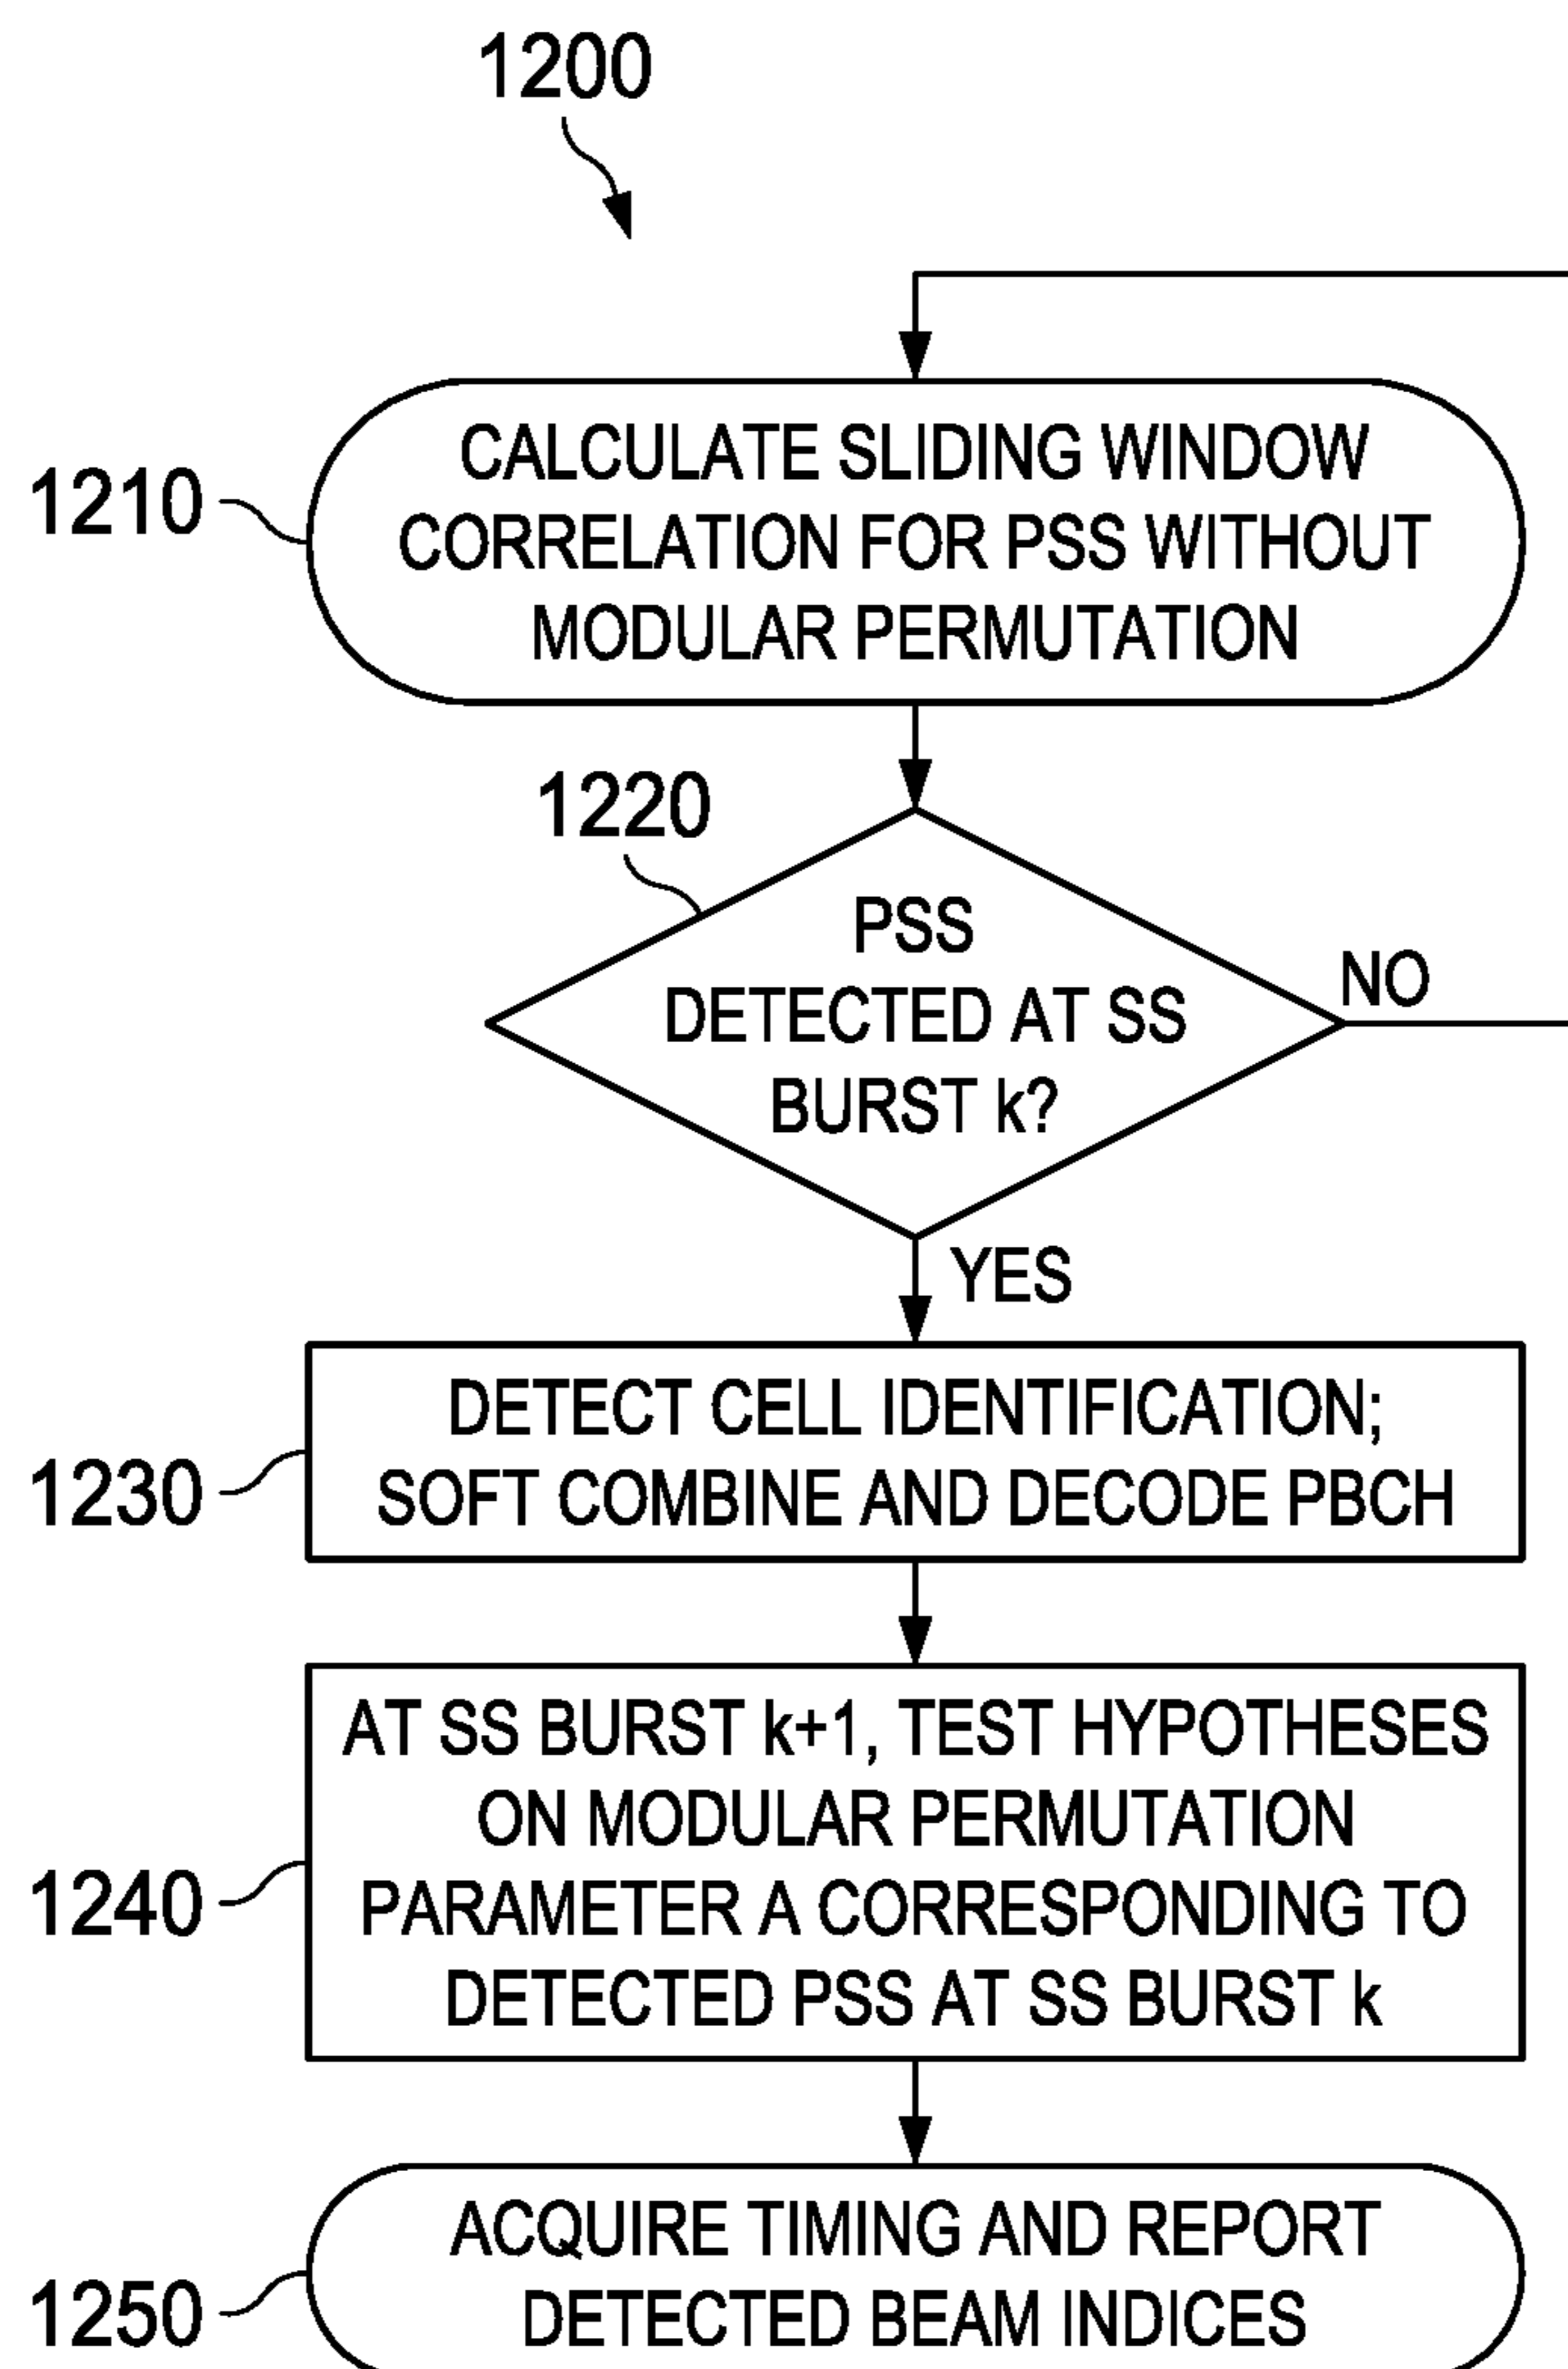 1200
1210
CALCULATE SLIDING WINDOW
CORRELATION FOR PSS WITHOUT
MODULAR PERMUTATION
1220
PSS
DETECTED AT SS
BURST k?
NO
YES
1230
DETECT CELL IDENTIFICATION;
SOFT COMBINE AND DECODE PBCH
1240
AT SS BURST k+1, TEST HYPOTHESES
ON MODULAR PERMUTATION
PARAMETER A CORRESPONDING TO
DETECTED PSS AT SS BURST k
1250
ACQUIRE TIMING AND REPORT
DETECTED BEAM INDICES